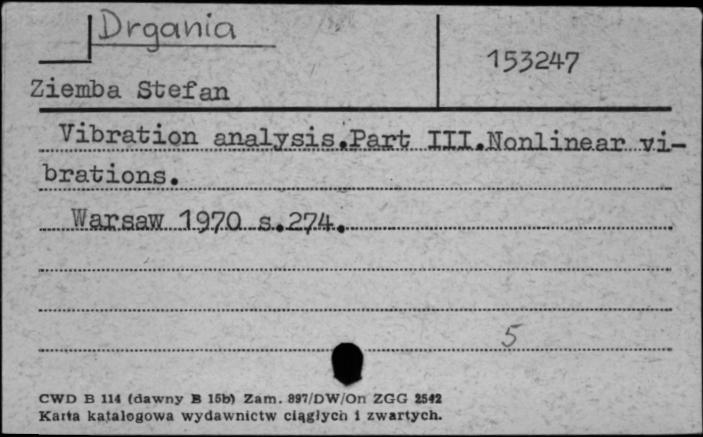 Drgania
153247
Ziemba Stefan
Vibration analysis.Part III.Nonlinear vi-
brations.
Warsaw 1970 s.274.
5
CWD B 114 (dawny B 15b) Zam. 897/DW/On ZGG 2542
Karta katalogowa wydawnictw ciągłych i zwartych.